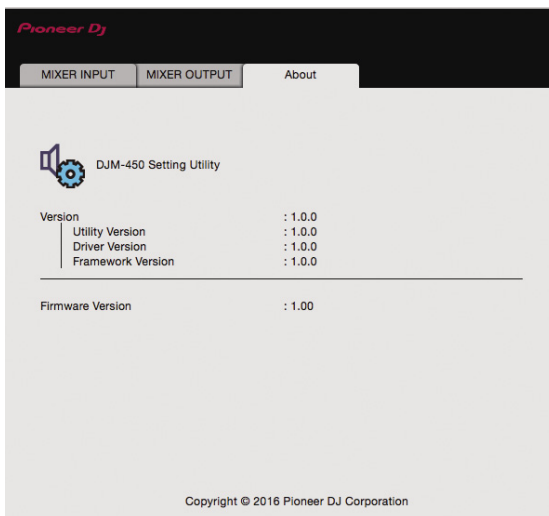 Pioneer Dj
MIXER INPUT MIXER OUTPUT About
DJM-450 Setting Utility
Version : 1.0.0
Utility Version : 1.0.0
Driver Version : 1.0.0
Framework Version : 1.0.0
Firmware Version : 1.00
Copyright © 2016 Pioneer DJ Corporation